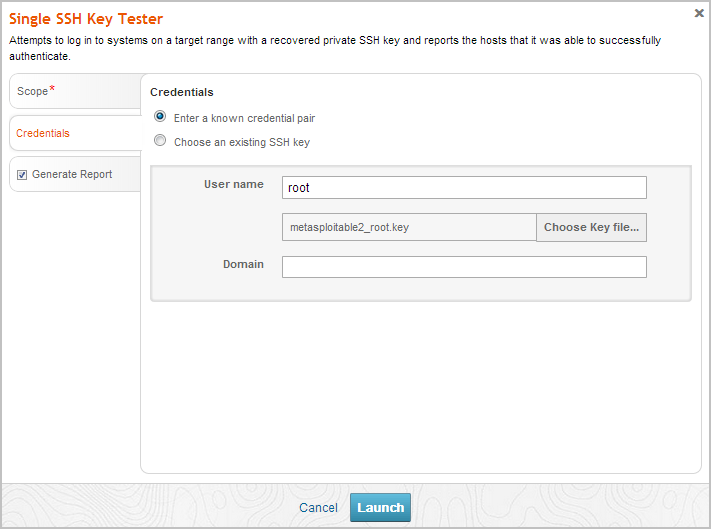 Single SSH Key Tester
Attempts to log in to systems on a target range with a recovered private SSH key and reports the hosts that it was able to successfully
authenticate.
Scope*
Credentials
Generate Report
Credentials
Enter a known credential pair
Choose an existing SSH key
User name
root
metasploitable2_root.key
Choose Key file...
Domain
Cancel
Launch